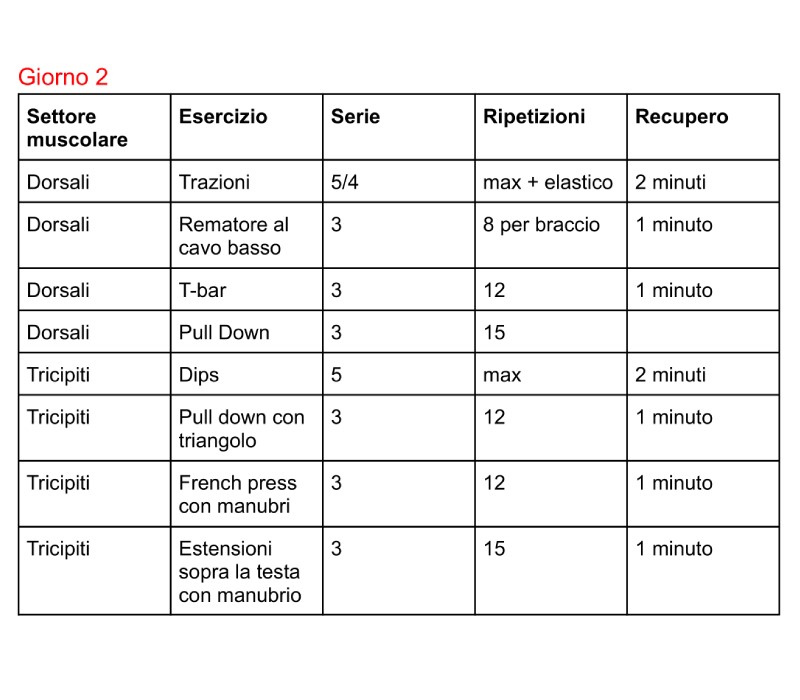 Giorno 2
Settore muscolare Esercizio Serie Ripetizioni Recupero
Dorsali Trazioni 5/4 max + elastico 2 minuti
Dorsali Rematore al cavo basso 3 8 per braccio 1 minuto
Dorsali T-bar 3 12 1 minuto
Dorsali Pull Down 3 15
Tricipiti Dips 5 max 2 minuti
Tricipiti Pull down con triangolo 3 12 1 minuto
Tricipiti French press con manubri 3 12 1 minuto
Tricipiti Estensioni sopra la testa con manubrio 3 15 1 minuto